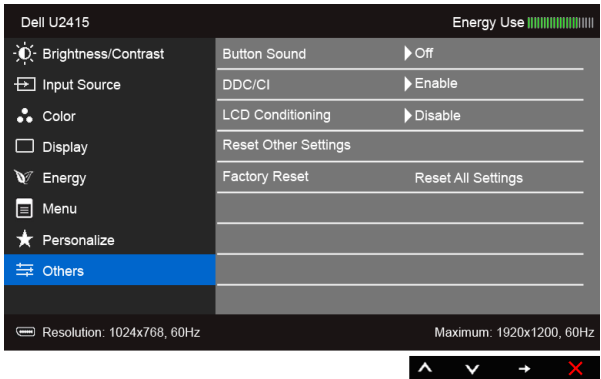 Dell U2415 Energy Use
Brightness/Contrast Button Sound Off
Input Source DDC/CI Enable
Color LCD Conditioning Disable
Display Reset Other Settings
Energy Factory Reset Reset All Settings
Menu
Personalize
Others
Resolution: 1024x768, 60Hz Maximum: 1920x1200, 60Hz